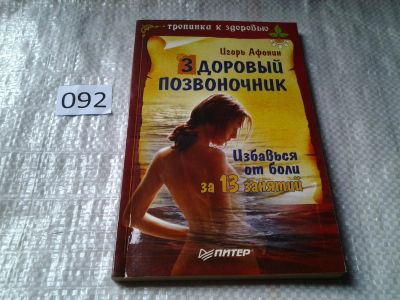 тропинка к здоровью
Игорь Афонин
ЗДОРОВЫЙ
ПОЗВОНОЧНИК
092
Избавься
от боли
за 13 занятий
ПИТЕР